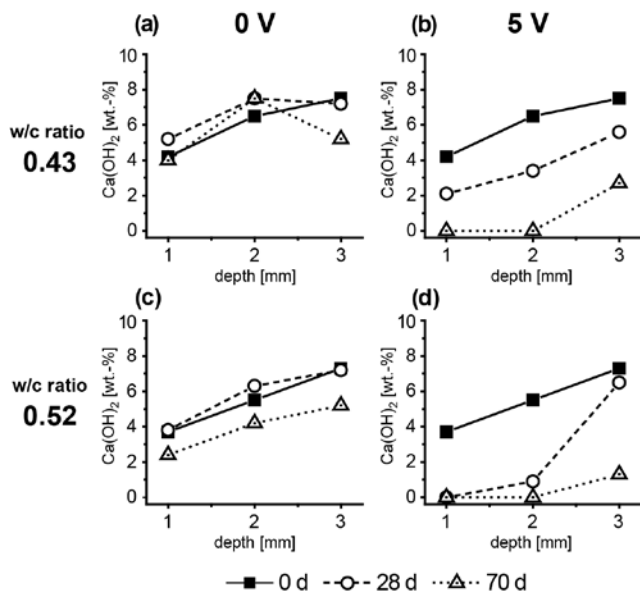 0 V
5 V
(a)
(b)
w/c ratio
0.43
Ca(OH)2 [wt.-%]
10
8
6
4
2
0
1
2
3
depth [mm]
Ca(OH)2 [wt.-%]
10
8
6
4
2
0
1
2
3
depth [mm]
(c)
(d)
w/c ratio
0.52
Ca(OH)2 [wt.-%]
10
8
6
4
2
0
1
2
3
depth [mm]
Ca(OH)2 [wt.-%]
10
8
6
4
2
0
1
2
3
depth [mm]
0 d 28 d 70 d